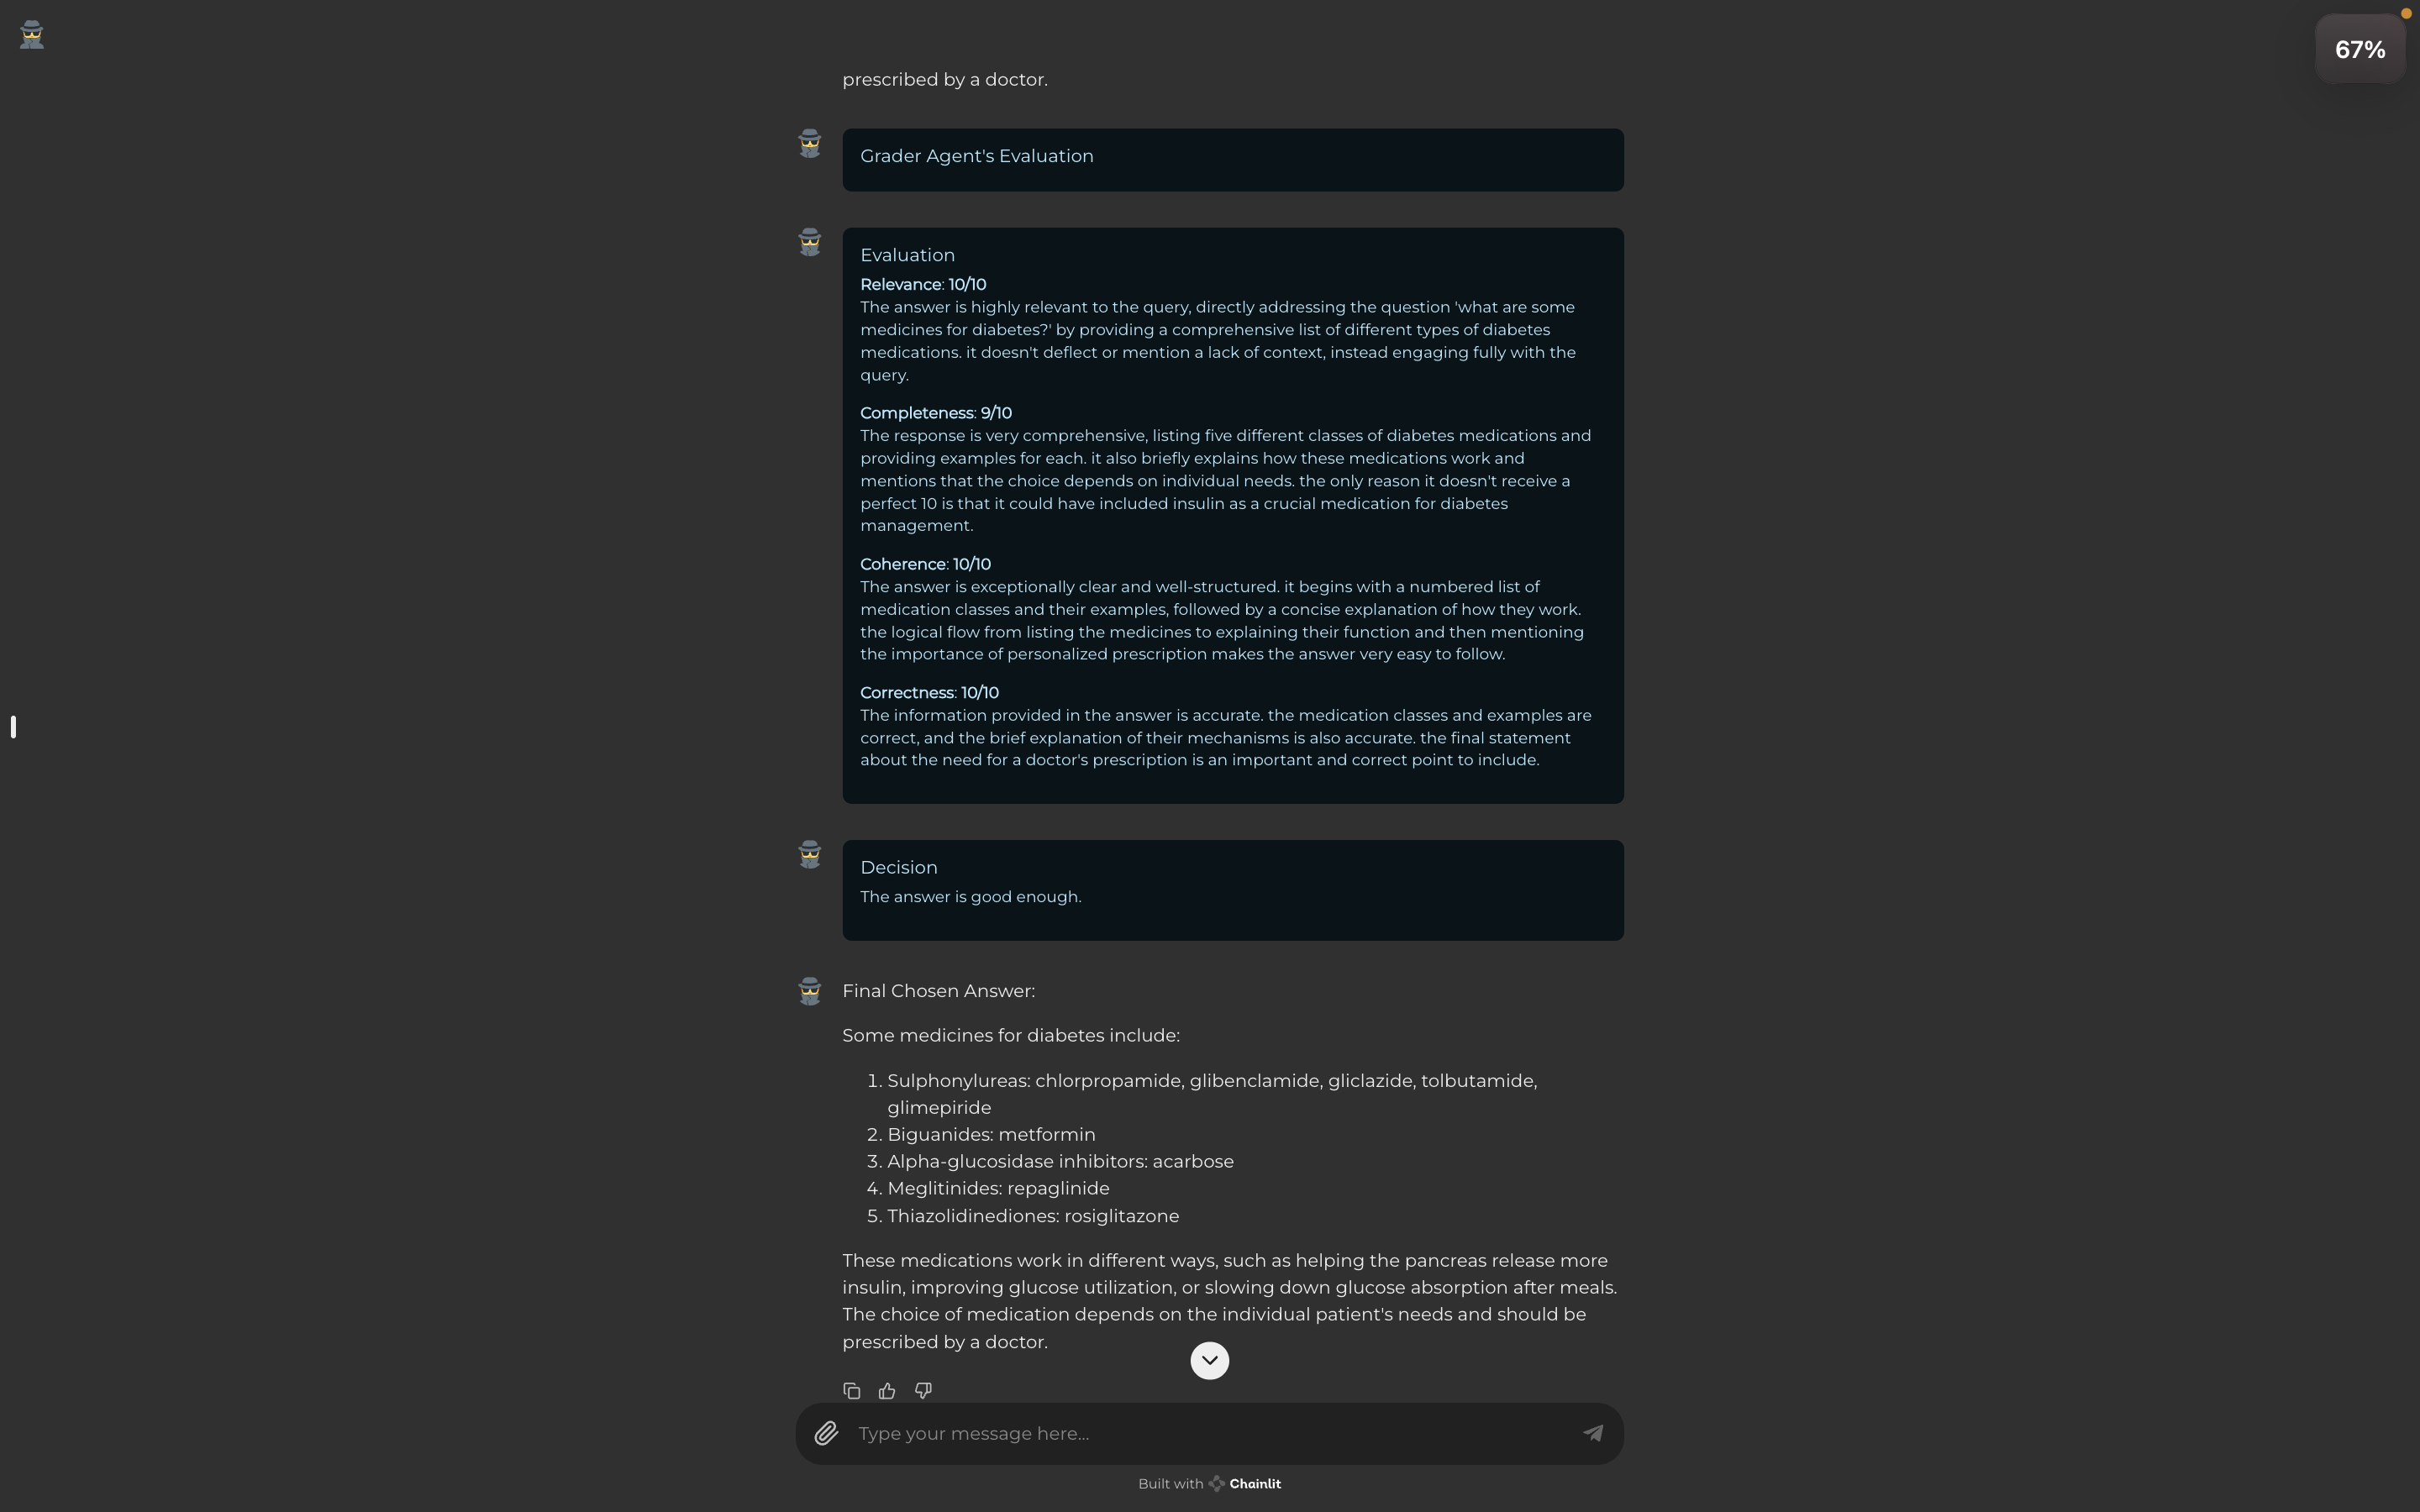 67%
prescribed by a doctor.
Grader Agent's Evaluation
Evaluation
Relevance: 10/10
The answer is highly relevant to the query, directly addressing the question 'what are some
medicines for diabetes?' by providing a comprehensive list of different types of diabetes
medications. it doesn't deflect or mention a lack of context, instead engaging fully with the
query.
Completeness: 9/10
The response is very comprehensive, listing five different classes of diabetes medications and
providing examples for each. it also briefly explains how these medications work and
mentions that the choice depends on individual needs. the only reason it doesn't receive a
perfect 10 is that it could have included insulin as a crucial medication for diabetes
management.
Coherence: 10/10
The answer is exceptionally clear and well-structured. it begins with a numbered list of
medication classes and their examples, followed by a concise explanation of how they work.
the logical flow from listing the medicines to explaining their function and then mentioning
the importance of personalized prescription makes the answer very easy to follow.
Correctness: 10/10
The information provided in the answer is accurate. the medication classes and examples are
correct, and the brief explanation of their mechanisms is also accurate. the final statement
about the need for a doctor's prescription is an important and correct point to include.
Decision
The answer is good enough.
Final Chosen Answer:
Some medicines for diabetes include:
1. Sulphonylureas: chlorpropamide, glibenclamide, gliclazide, tolbutamide,
glimepiride
2. Biguanides: metformin
3. Alpha-glucosidase inhibitors: acarbose
4. Meglitinides: repaglinide
5. Thiazolidinediones: rosiglitazone
These medications work in different ways, such as helping the pancreas release more
insulin, improving glucose utilization, or slowing down glucose absorption after meals.
The choice of medication depends on the individual patient's needs and should be
prescribed by a doctor.
Type your message here...
Built with Chainlit